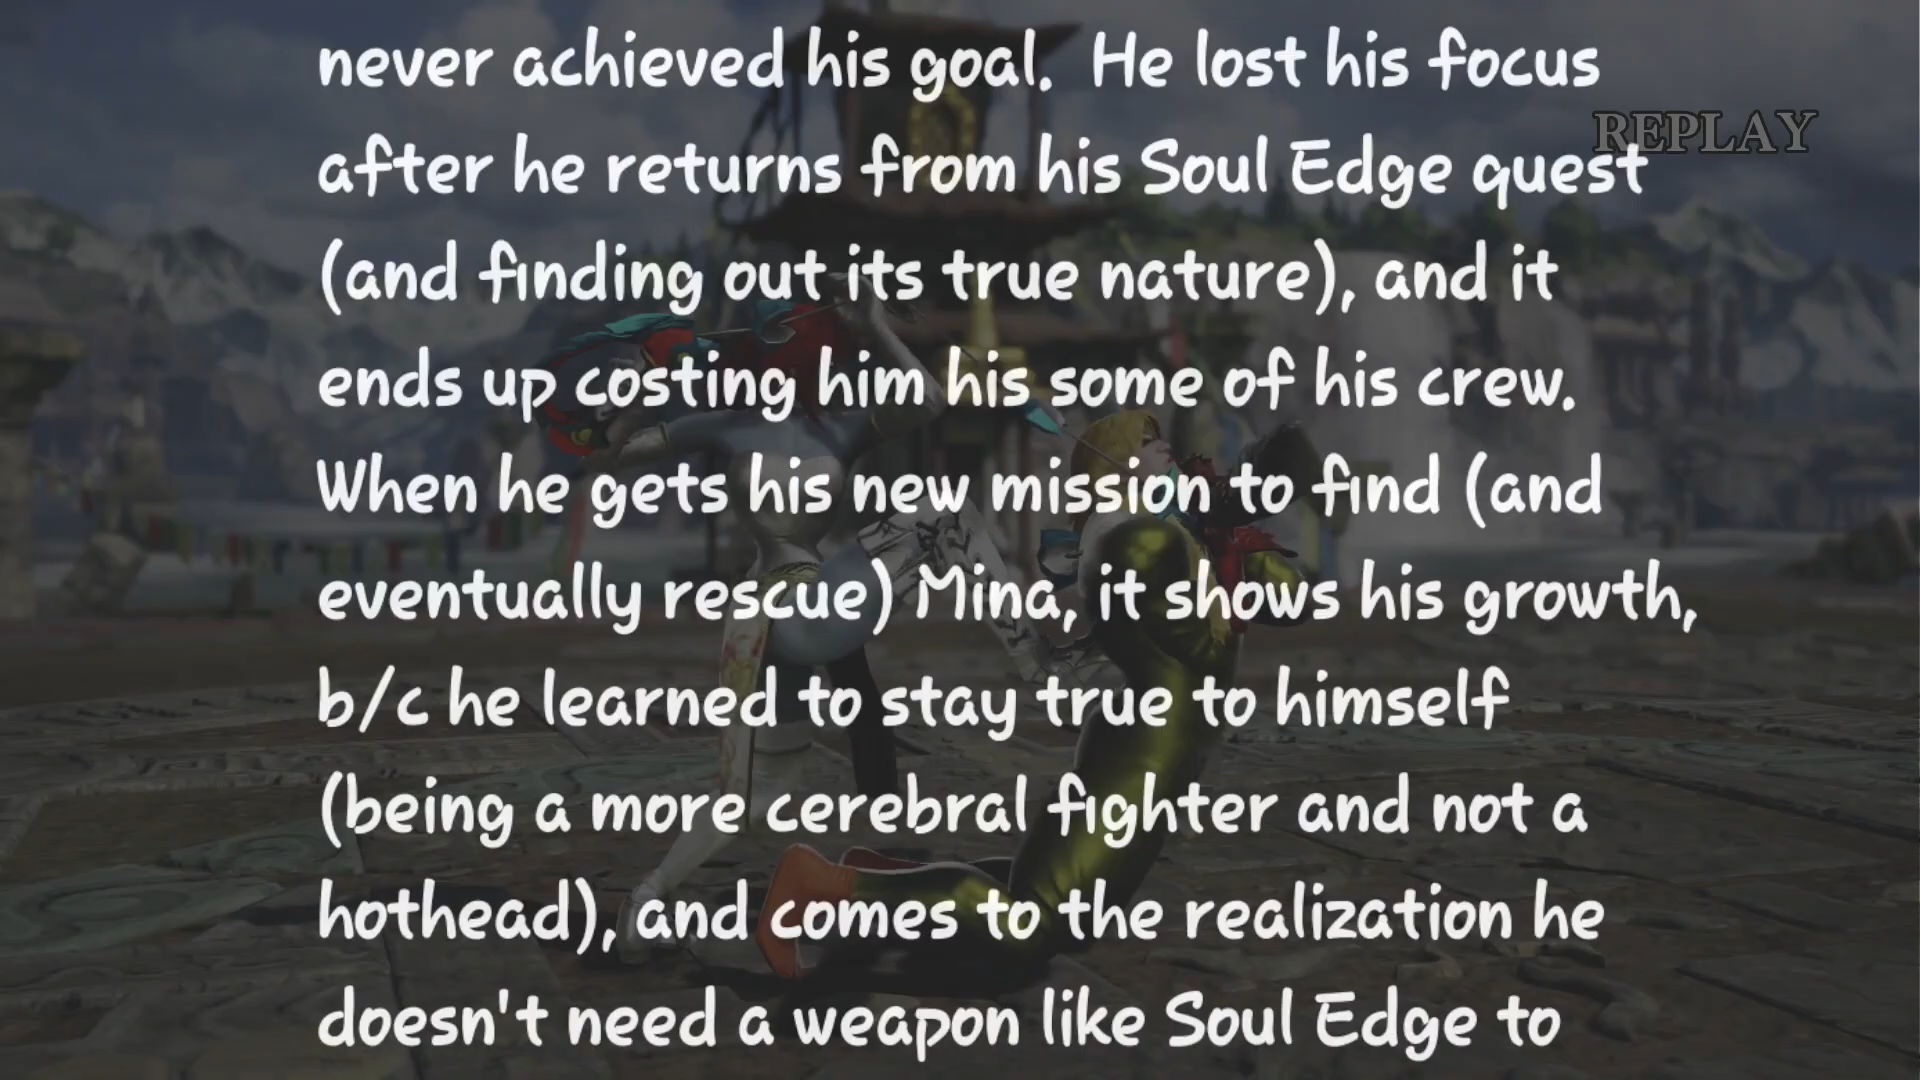 never achieved his goal.  He lost his focus
REPLAY
after he returns from his Soul Edge quest
(and finding out its true nature), and it
ends up costing him his some of his crew.
When he gets his new mission to find (and
eventually rescue) Mina, it shows his growth,
b/c he learned to stay true to himself
(being a more cerebral fighter and not a
hothead), and comes to the realization he
doesn't need a weapon like Soul Edge to